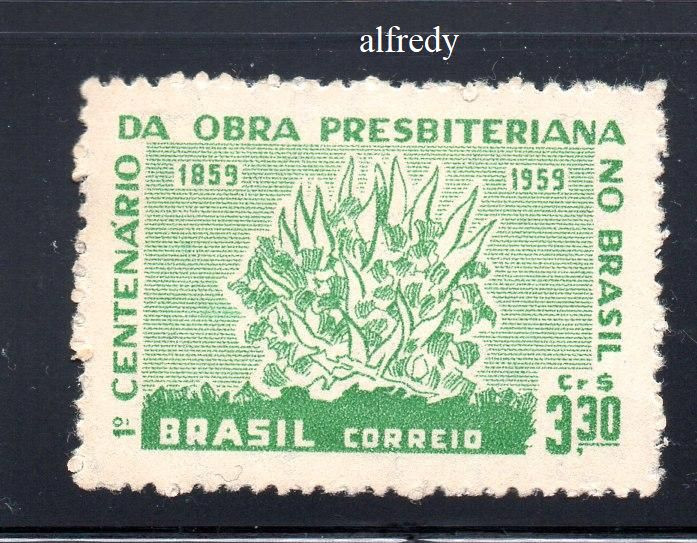 alfredy
1º CENTENÁRIO DA OBRA PRESBITERIANA NO BRASIL
1859
1959
Cr$
3,30
BRASIL CORREIO